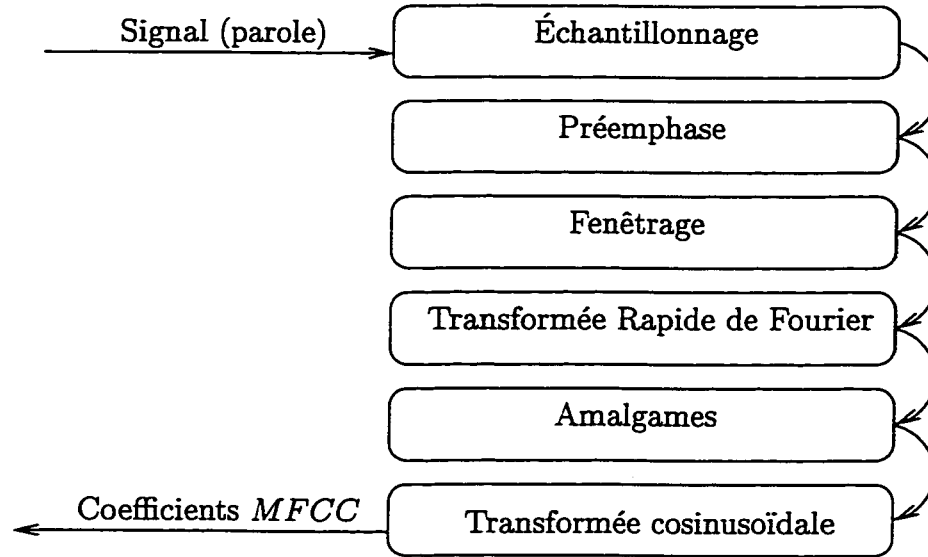 Signal (parole)
Échantillonnage
Préemphase
Fenêtrage
Transformée Rapide de Fourier
Amalgames
Coefficients MFCC
Transformée cosinusoïdale